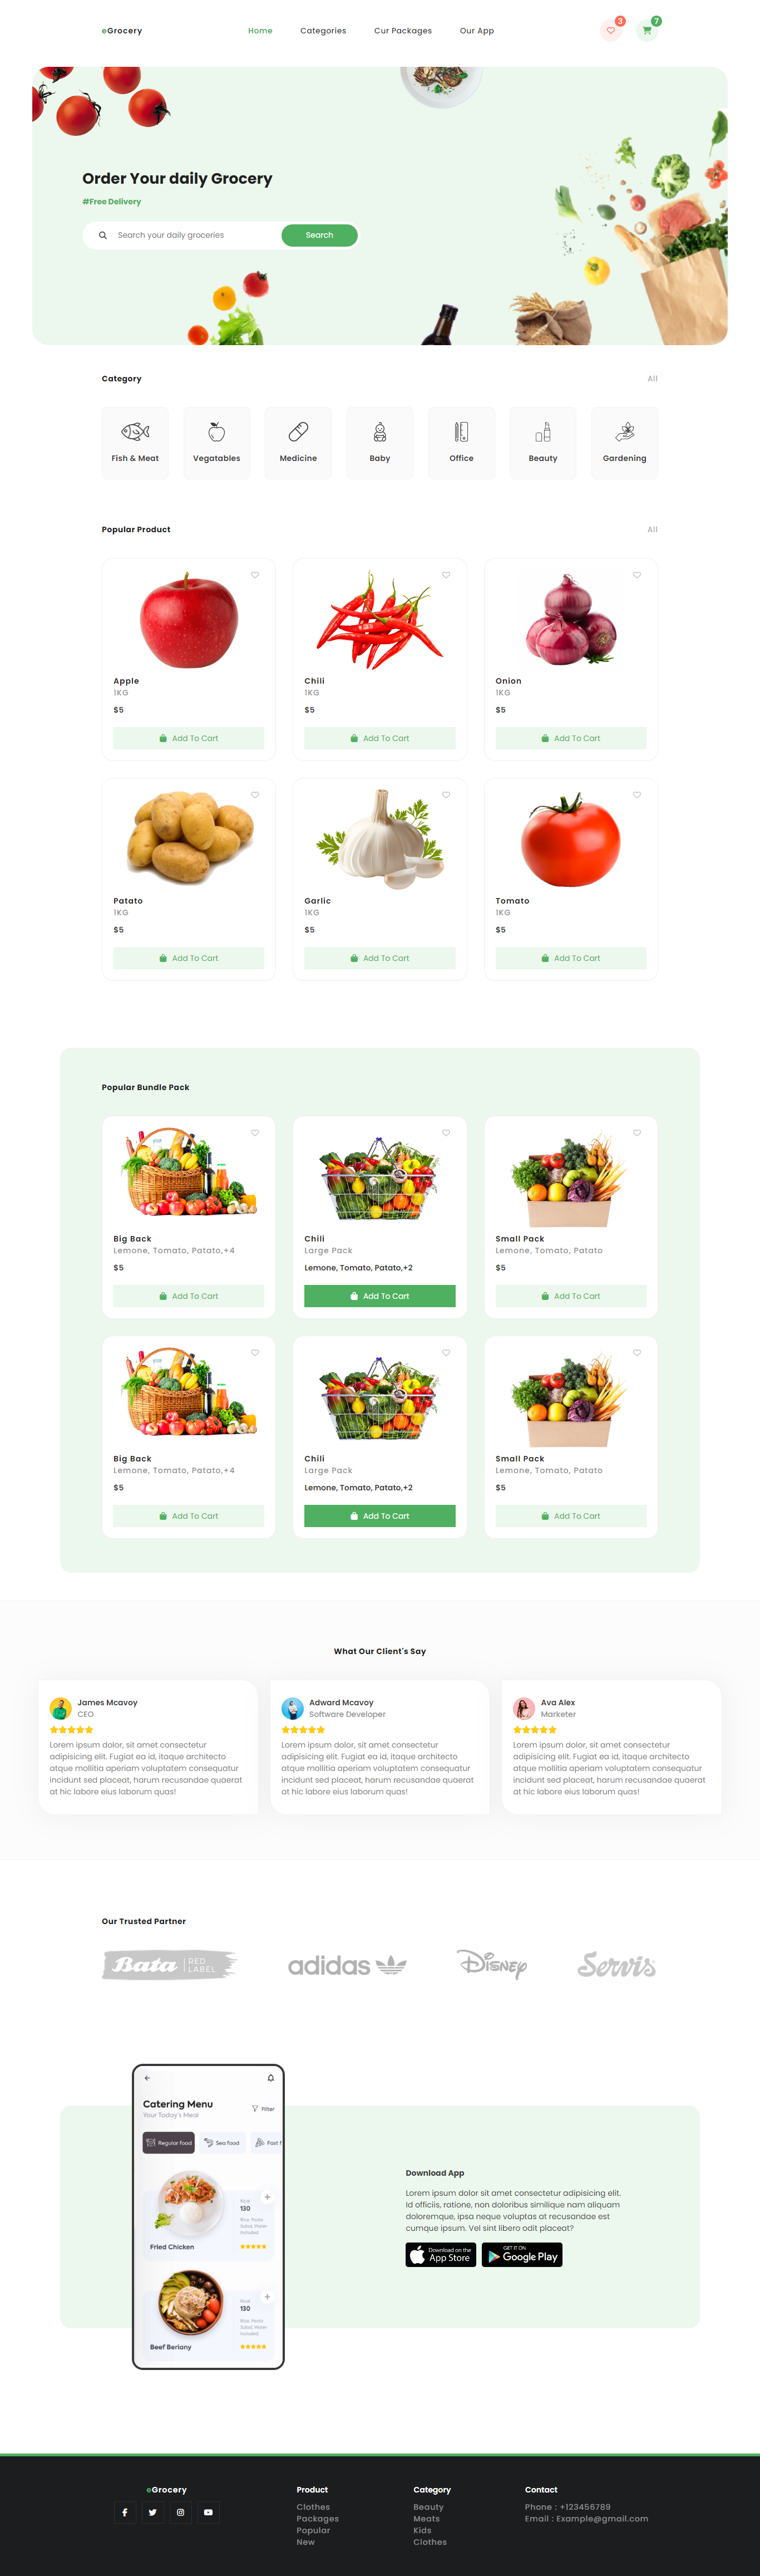 eGrocery
Home
Categories
Cur Packages
Our App
3
7
Order Your daily Grocery
#Free Delivery
Search your daily groceries
Search
Category
All
Fish & Meat
Vegatables
Medicine
Baby
Office
Beauty
Gardening
Popular Product
All
Apple
1KG
$5
Add To Cart
Chili
1KG
$5
Add To Cart
Onion
1KG
$5
Add To Cart
Patato
1KG
$5
Add To Cart
Garlic
1KG
$5
Add To Cart
Tomato
1KG
$5
Add To Cart
Popular Bundle Pack
Big Back
Lemone, Tomato, Patato,+4
$5
Add To Cart
Chili
Large Pack
Lemone, Tomato, Patato,+2
Add To Cart
Small Pack
Lemone, Tomato, Patato
$5
Add To Cart
Big Back
Lemone, Tomato, Patato,+4
$5
Add To Cart
Chili
Large Pack
Lemone, Tomato, Patato,+2
Add To Cart
Small Pack
Lemone, Tomato, Patato
$5
Add To Cart
What Our Client's Say
James Mcavoy
CEO
Lorem ipsum dolor, sit amet consectetur
adipisicing elit. Fugiat ea id, itaque architecto
atque mollitia aperiam voluptatem consequatur
incidunt sed placeat, harum recusandae quaerat
at hic labore eius laborum quas!
Adward Mcavoy
Software Developer
Lorem ipsum dolor, sit amet consectetur
adipisicing elit. Fugiat ea id, itaque architecto
atque mollitia aperiam voluptatem consequatur
incidunt sed placeat, harum recusandae quaerat
at hic labore eius laborum quas!
Ava Alex
Marketer
Lorem ipsum dolor, sit amet consectetur
adipisicing elit. Fugiat ea id, itaque architecto
atque mollitia aperiam voluptatem consequatur
incidunt sed placeat, harum recusandae quaerat
at hic labore eius laborum quas!
Our Trusted Partner
Bata
RED
LABEL
adidas
Disney
Servis
Catering Menu
Your Today's Meal
Filter
Regular food
Sea food
Fast f
Kcal
130
Rice, Pasta
Salad, Water
Included
Fried Chicken
Kcal
130
Rice, Pasta
Salad, Water
Included
Beef Beriany
Download App
Lorem ipsum dolor sit amet consectetur adipisicing elit.
Id officiis, ratione, non doloribus similique nam aliquam
doloremque, ipsa neque voluptas at recusandae est
cumque ipsum. Vel sint libero odit placeat?
Download on the
App Store
GET IT ON
Google Play
eGrocery
Product
Clothes
Packages
Popular
New
Category
Beauty
Meats
Kids
Clothes
Contact
Phone : +123456789
Email : Example@gmail.com